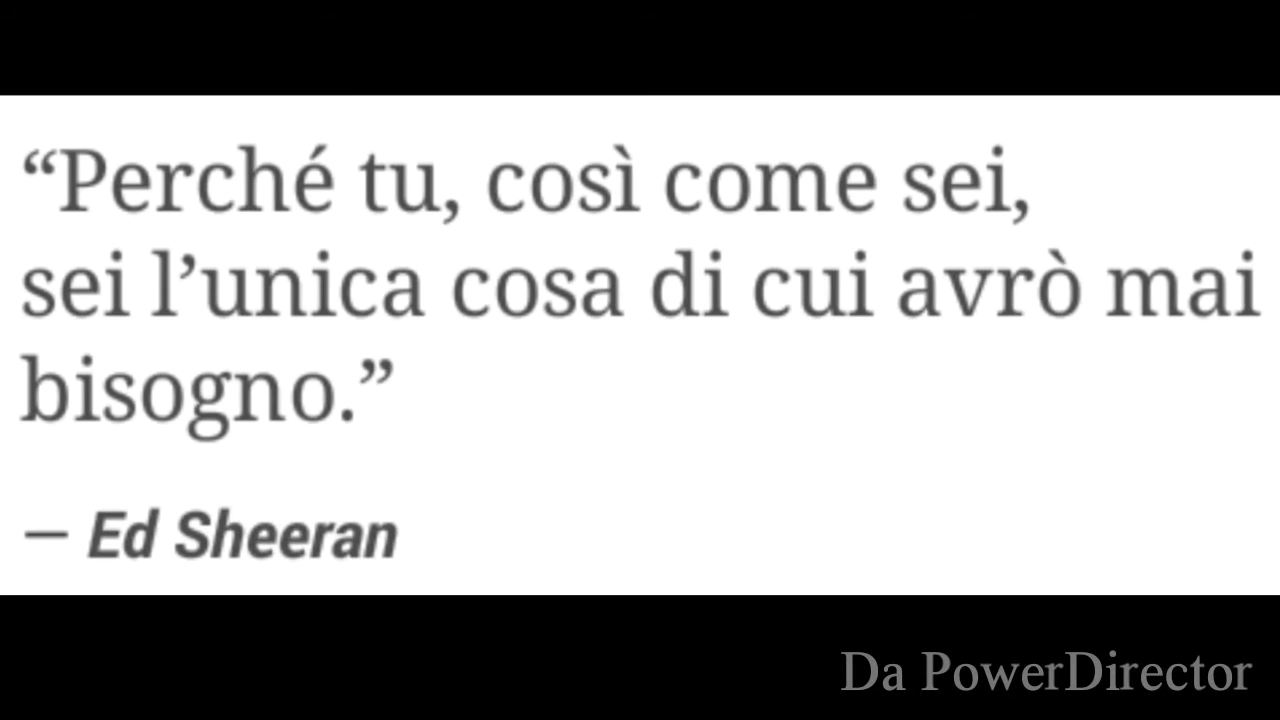 “Perché tu, così come sei,
sei l’unica cosa di cui avrò mai
bisogno.”
— Ed Sheeran
Da PowerDirector